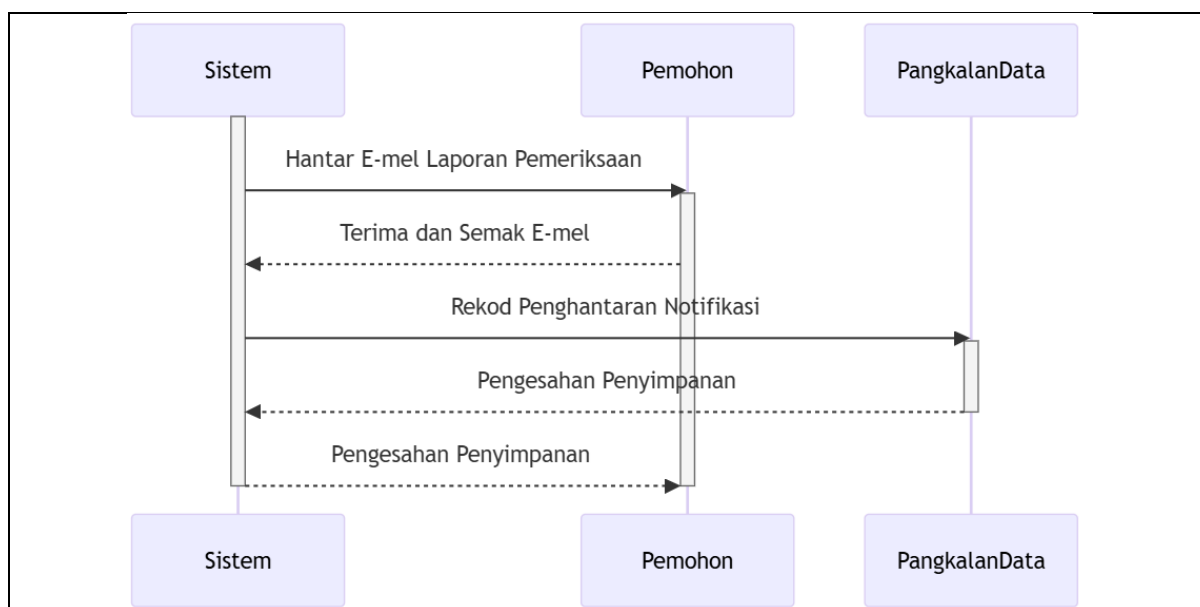 Sistem
Pemohon
PangkalanData
Hantar E-mel Laporan Pemeriksaan
Terima dan Semak E-mel
Rekod Penghantaran Notifikasi
Pengesahan Penyimpanan
Pengesahan Penyimpanan
Sistem
Pemohon
PangkalanData